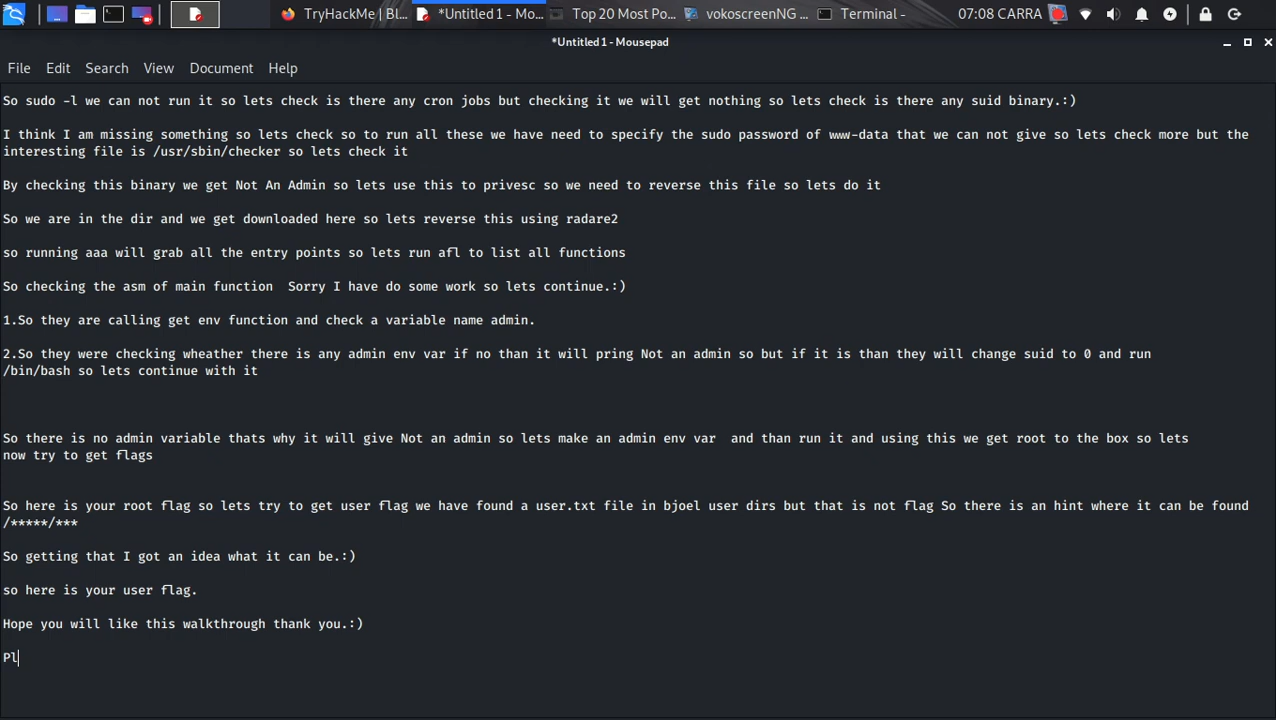 TryHackMe | Bl...
*Untitled 1 - Mo...
Top 20 Most Po...
vokoscreenNG ...
Terminal -
07:08 CARRA
*Untitled 1 - Mousepad
File Edit Search View Document Help
So sudo -l we can not run it so lets check is there any cron jobs but checking it we will get nothing so lets check is there any suid binary.:)
I think I am missing something so lets check so to run all these we have need to specify the sudo password of www-data that we can not give so lets check more but the
interesting file is /usr/sbin/checker so lets check it
By checking this binary we get Not An Admin so lets use this to privesc so we need to reverse this file so lets do it
So we are in the dir and we get downloaded here so lets reverse this using radare2
so running aaa will grab all the entry points so lets run afl to list all functions
So checking the asm of main function  Sorry I have do some work so lets continue.:)
1.So they are calling get env function and check a variable name admin.
2.So they were checking wheather there is any admin env var if no than it will pring Not an admin so but if it is than they will change suid to 0 and run
/bin/bash so lets continue with it
So there is no admin variable thats why it will give Not an admin so lets make an admin env var  and than run it and using this we get root to the box so lets
now try to get flags
So here is your root flag so lets try to get user flag we have found a user.txt file in bjoel user dirs but that is not flag So there is an hint where it can be found
/*****/***
So getting that I got an idea what it can be.:)
so here is your user flag.
Hope you will like this walkthrough thank you.:)
Pl